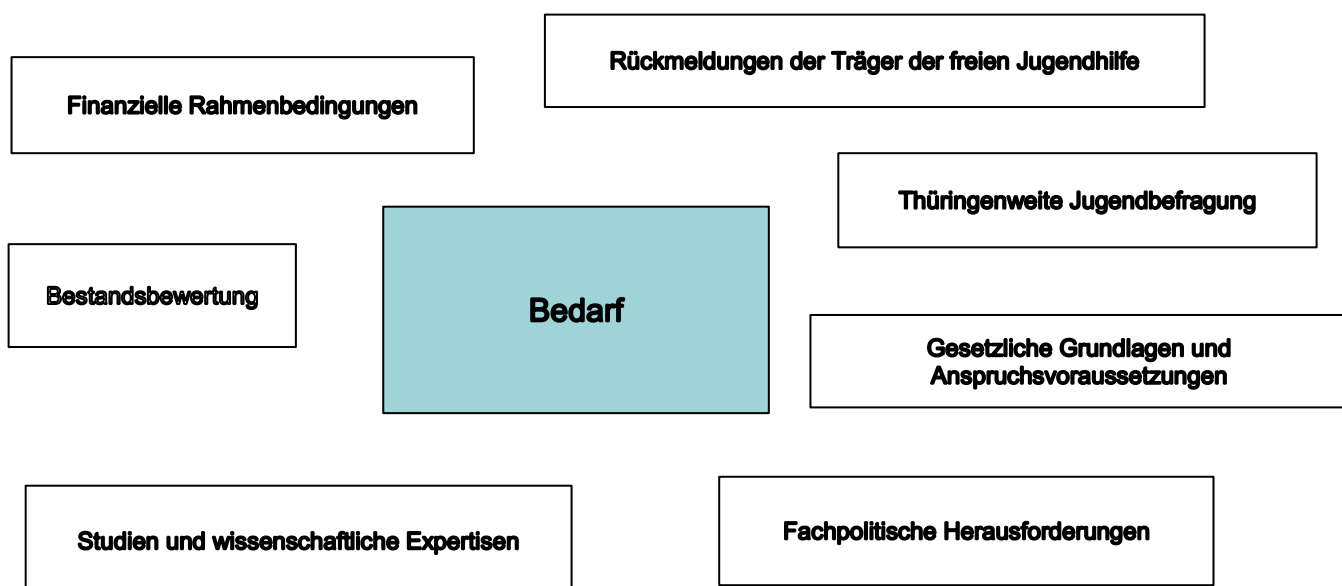 Rückmeldungen der Träger der freien Jugendhilfe
Finanzielle Rahmenbedingungen
Thüringenweite Jugendbefragung
Bestandsbewertung
Bedarf
Gesetzliche Grundlagen und
Anspruchsvoraussetzungen
Studien und wissenschaftliche Expertisen
Fachpolitische Herausforderungen